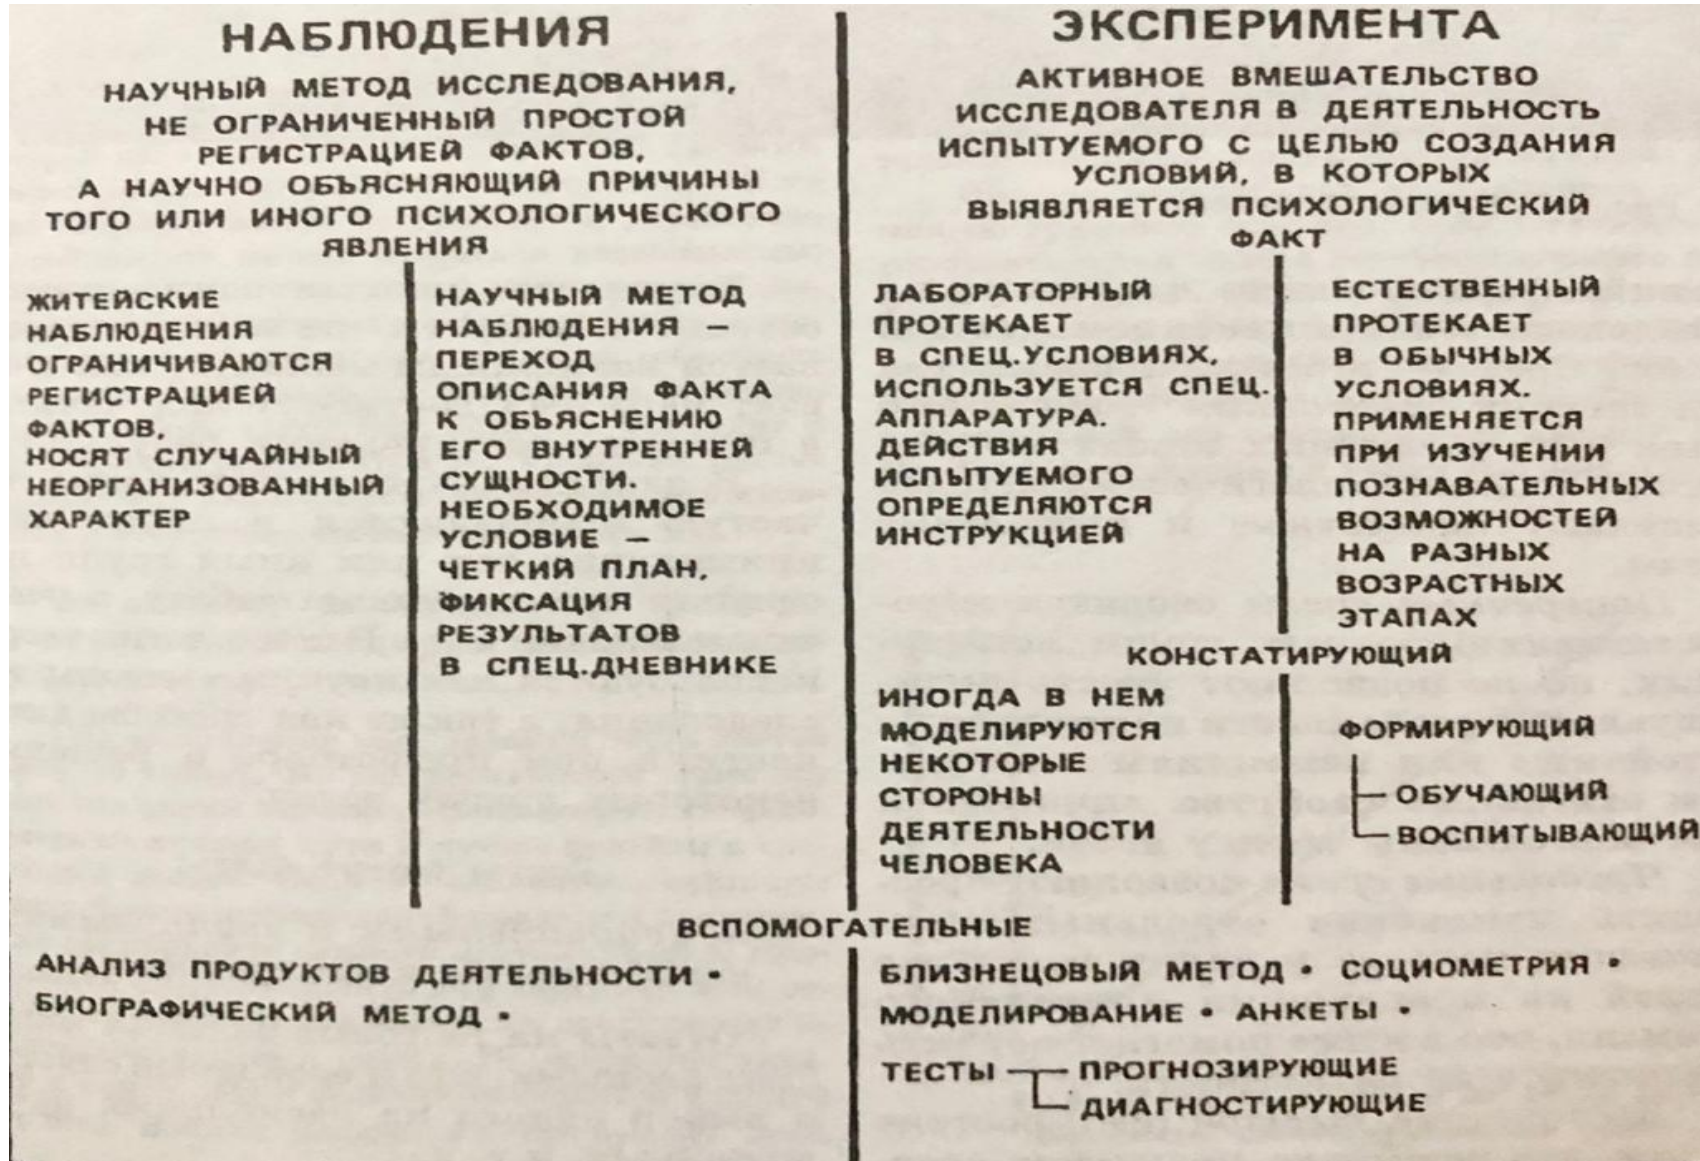 НАБЛЮДЕНИЯ
НАУЧНЫЙ МЕТОД ИССЛЕДОВАНИЯ,
НЕ ОГРАНИЧЕННЫЙ ПРОСТОЙ
РЕГИСТРАЦИЕЙ ФАКТОВ,
А НАУЧНО ОБЪЯСНЯЮЩИЙ ПРИЧИНЫ
ТОГО ИЛИ ИНОГО ПСИХОЛОГИЧЕСКОГО
ЯВЛЕНИЯ
ЖИТЕЙСКИЕ
НАБЛЮДЕНИЯ
ОГРАНИЧИВАЮТСЯ
РЕГИСТРАЦИЕЙ
ФАКТОВ,
НОСЯТ СЛУЧАЙНЫЙ
НЕОРГАНИЗОВАННЫЙ
ХАРАКТЕР
НАУЧНЫЙ МЕТОД
НАБЛЮДЕНИЯ —
ПЕРЕХОД
ОПИСАНИЯ ФАКТА
К ОБЪЯСНЕНИЮ
ЕГО ВНУТРЕННЕЙ
СУЩНОСТИ.
НЕОБХОДИМОЕ
УСЛОВИЕ —
ЧЕТКИЙ ПЛАН,
ФИКСАЦИЯ
РЕЗУЛЬТАТОВ
В СПЕЦ.ДНЕВНИКЕ
ЭКСПЕРИМЕНТА
АКТИВНОЕ ВМЕШАТЕЛЬСТВО
ИССЛЕДОВАТЕЛЯ В ДЕЯТЕЛЬНОСТЬ
ИСПЫТУЕМОГО С ЦЕЛЬЮ СОЗДАНИЯ
УСЛОВИЙ, В КОТОРЫХ
ВЫЯВЛЯЕТСЯ ПСИХОЛОГИЧЕСКИЙ
ФАКТ
ЛАБОРАТОРНЫЙ
ПРОТЕКАЕТ
В СПЕЦ.УСЛОВИЯХ,
ИСПОЛЬЗУЕТСЯ СПЕЦ.
АППАРАТУРА.
ДЕЙСТВИЯ
ИСПЫТУЕМОГО
ОПРЕДЕЛЯЮТСЯ
ИНСТРУКЦИЕЙ
ЕСТЕСТВЕННЫЙ
ПРОТЕКАЕТ
В ОБЫЧНЫХ
УСЛОВИЯХ.
ПРИМЕНЯЕТСЯ
ПРИ ИЗУЧЕНИИ
ПОЗНАВАТЕЛЬНЫХ
ВОЗМОЖНОСТЕЙ
НА РАЗНЫХ
ВОЗРАСТНЫХ
ЭТАПАХ
КОНСТАТИРУЮЩИЙ
ИНОГДА В НЕМ
МОДЕЛИРУЮТСЯ
НЕКОТОРЫЕ
СТОРОНЫ
ДЕЯТЕЛЬНОСТИ
ЧЕЛОВЕКА
ФОРМИРУЮЩИЙ
ОБУЧАЮЩИЙ
ВОСПИТЫВАЮЩИЙ
ВСПОМОГАТЕЛЬНЫЕ
АНАЛИЗ ПРОДУКТОВ ДЕЯТЕЛЬНОСТИ •
БИОГРАФИЧЕСКИЙ МЕТОД •
БЛИЗНЕЦОВЫЙ МЕТОД • СОЦИОМЕТРИЯ •
МОДЕЛИРОВАНИЕ • АНКЕТЫ •
ТЕСТЫ ПРОГНОЗИРУЮЩИЕ
ДИАГНОСТИРУЮЩИЕ